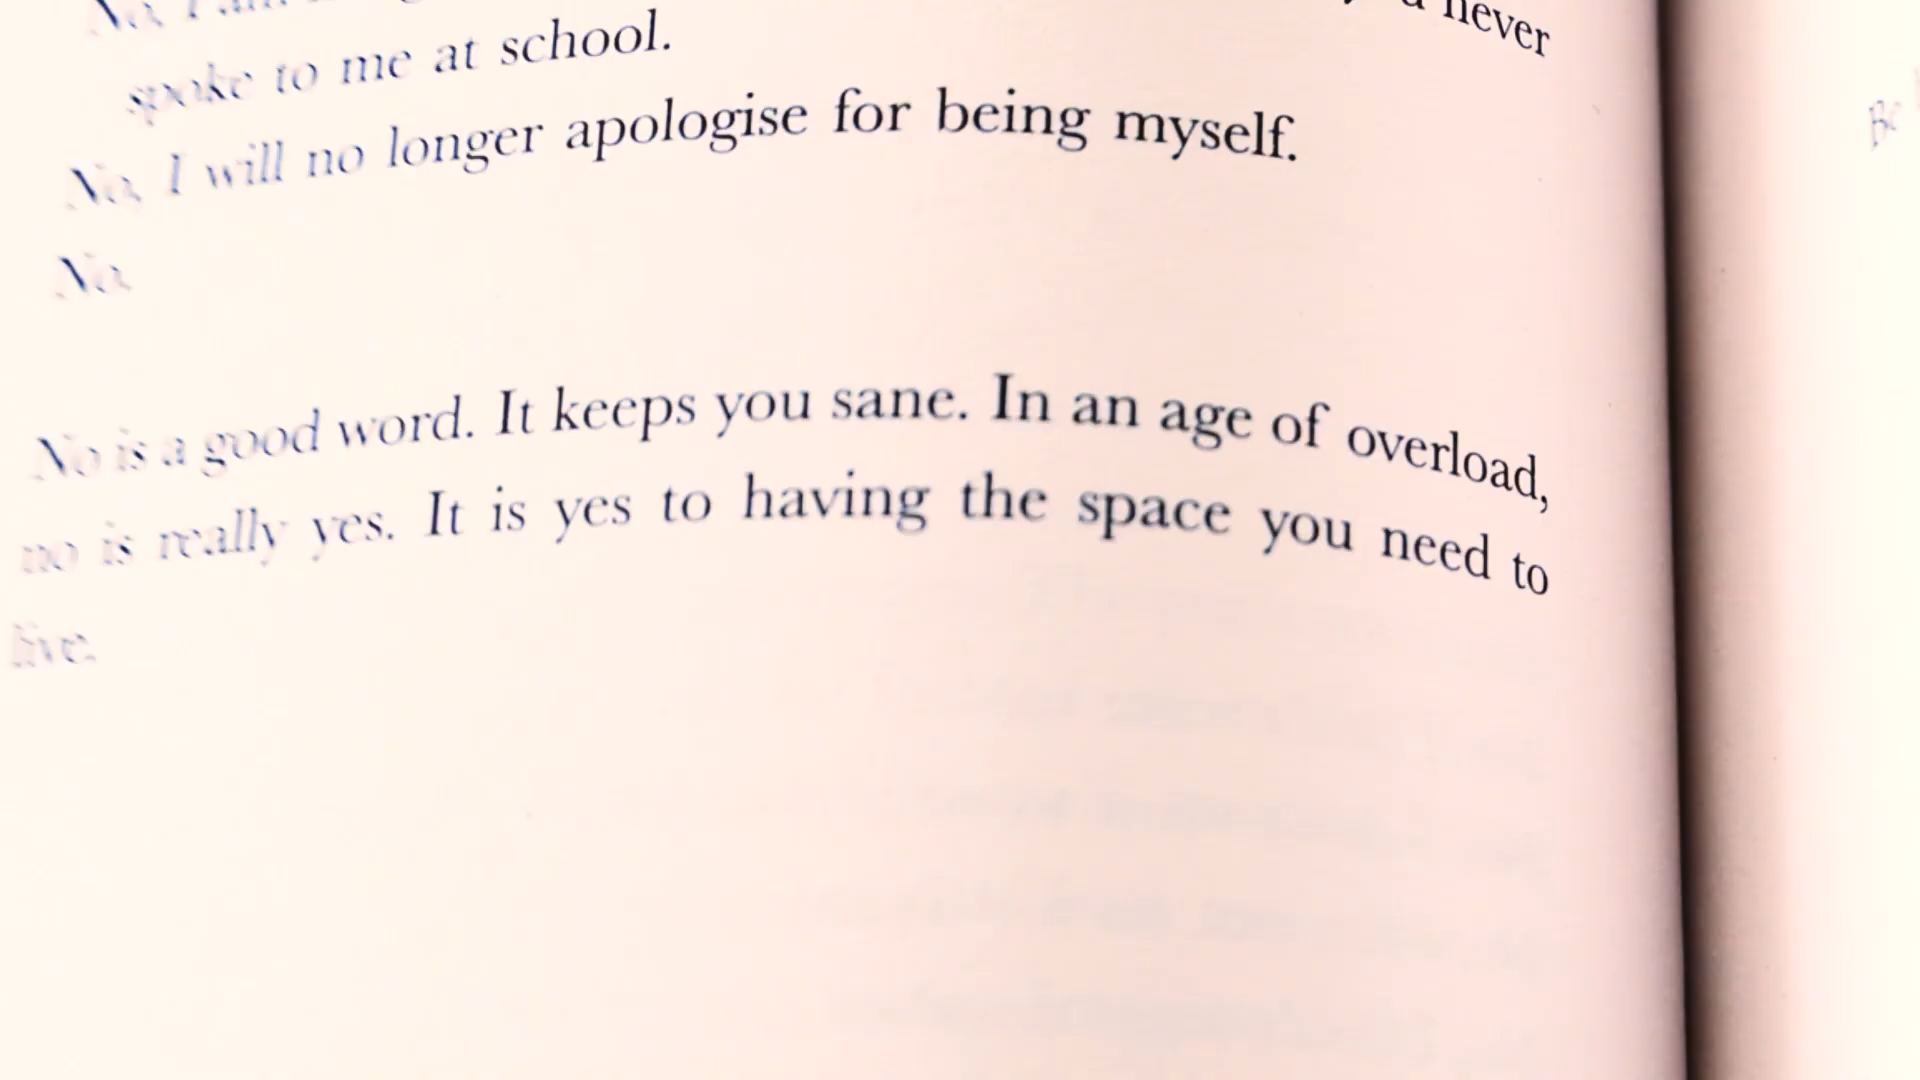 never
spoke to me at school.
No, I will no longer apologise for being myself.
No.
No is a good word. It keeps you sane. In an age of overload,
no is really yes. It is yes to having the space you need to
live.